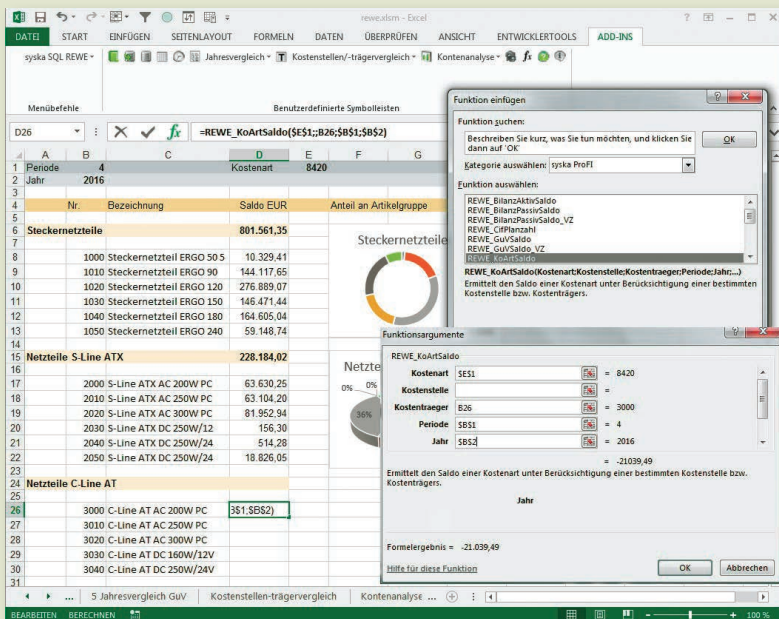 rewe.xlsm - Excel
DATEI START EINFÜGEN SEITENLAYOUT FORMELN DATEN ÜBERPRÜFEN ANSICHT ENTWICKLERTOOLS ADD-INS
syska SQL REWE Jahresvergleich Kostenstellen/-trägervergleich Kontenanalyse
Menübefehle Benutzerdefinierte Symbolleisten
D26 =REWE_KoArtSaldo($E$1;;B26;$B$1;$B$2)
A B C D E F G
1 Periode 4 Kostenart 8420
2 Jahr 2016
3
4 Nr. Bezeichnung Saldo EUR Anteil an Artikelgruppe
5
6 Steckernetzteile 801.561,35
7 Steckernetzteile
8 1000 Steckernetzteil ERGO 50 5 10.329,41
9 1010 Steckernetzteil ERGO 90 144.117,65
10 1020 Steckernetzteil ERGO 120 276.889,07
11 1030 Steckernetzteil ERGO 150 146.471,44
12 1040 Steckernetzteil ERGO 180 164.605,04
13 1050 Steckernetzteil ERGO 240 59.148,74
14
15 Netzteile S-Line ATX 228.184,02
16 Netzte
17 2000 S-Line ATX AC 200W PC 63.630,25
18 2010 S-Line ATX AC 250W PC 63.104,20
19 2020 S-Line ATX AC 300W PC 81.952,94
20 2030 S-Line ATX DC 250W/12 156,30
21 2040 S-Line ATX DC 250W/24 514,28
22 2050 S-Line ATX DC 250W/24 18.826,05
0% 0%
36%
23
24 Netzteile C-Line AT
25
26 3000 C-Line AT AC 200W PC B$1;$B$2)
27 3010 C-Line AT AC 250W PC
28 3020 C-Line AT AC 300W PC
29 3030 C-Line AT DC 160W/12V
30 3040 C-Line AT DC 250W/24V
31
Funktion einfügen
Funktion suchen:
Beschreiben Sie kurz, was Sie tun möchten, und klicken Sie
dann auf 'OK'
OK
Kategorie auswählen: syska ProFI
Funktion auswählen:
REWE_BilanzAktivSaldo
REWE_BilanzPassivSaldo
REWE_BilanzPassivSaldo_VZ
REWE_CifPlanzahl
REWE_GuVSaldo
REWE_GuVSaldo_VZ
REWE_KoArtSaldo
REWE_KoArtSaldo(Kostenart;Kostenstelle;Kostentraeger;Periode;Jahr;...)
Ermittelt den Saldo einer Kostenart unter Berücksichtigung einer bestimmten
Kostenstelle bzw. Kostenträgers.
Funktionsargumente
REWE_KoArtSaldo
Kostenart $E$1 = 8420
Kostenstelle =
Kostentraeger B26 = 3000
Periode $B$1 = 4
Jahr $B$2 = 2016
= -21039,49
Ermittelt den Saldo einer Kostenart unter Berücksichtigung einer bestimmten Kostenstelle bzw.
Kostenträgers.
Jahr
Formelergebnis = -21.039,49
Hilfe für diese Funktion
OK Abbrechen
... 5 Jahresvergleich GuV Kostenstellen-trägervergleich Kontenanalyse ...
BEARBEITEN BERECHNEN 100 %